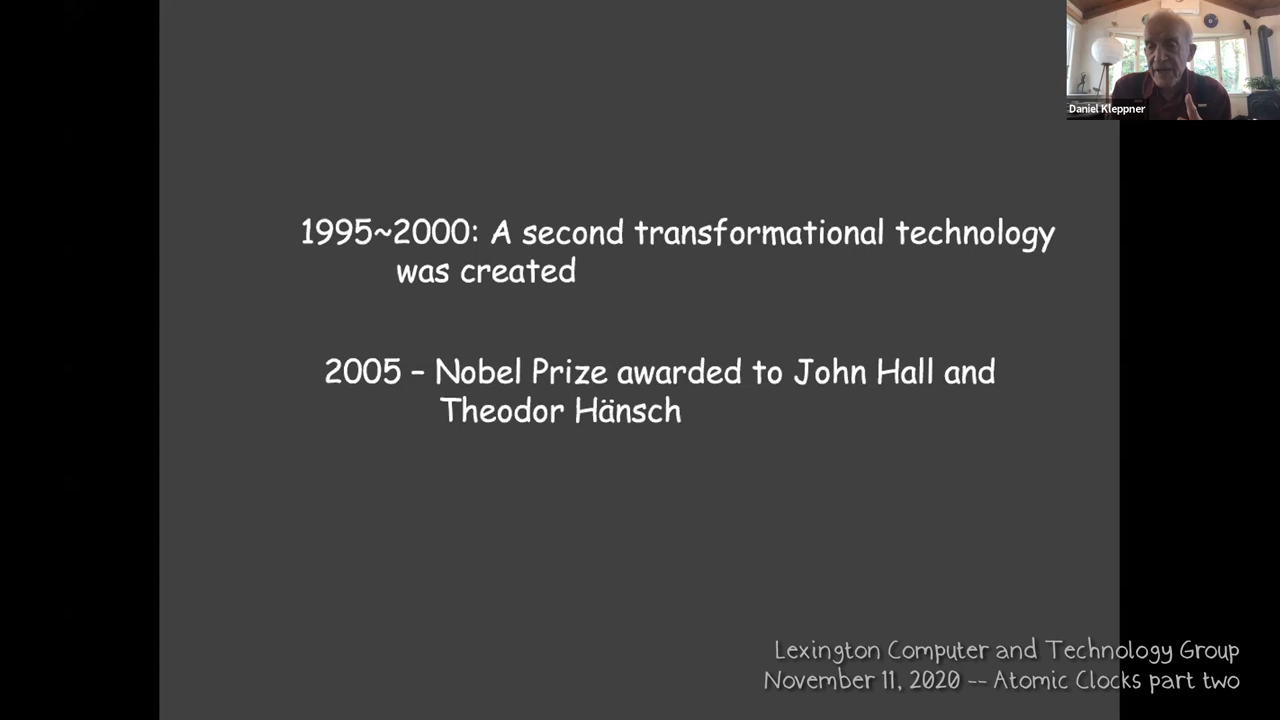 Daniel Kleppner
1995~2000: A second transformational technology
was created
2005 – Nobel Prize awarded to John Hall and
Theodor Hänsch
Lexington Computer and Technology Group
November 11, 2020 -- Atomic Clocks part two